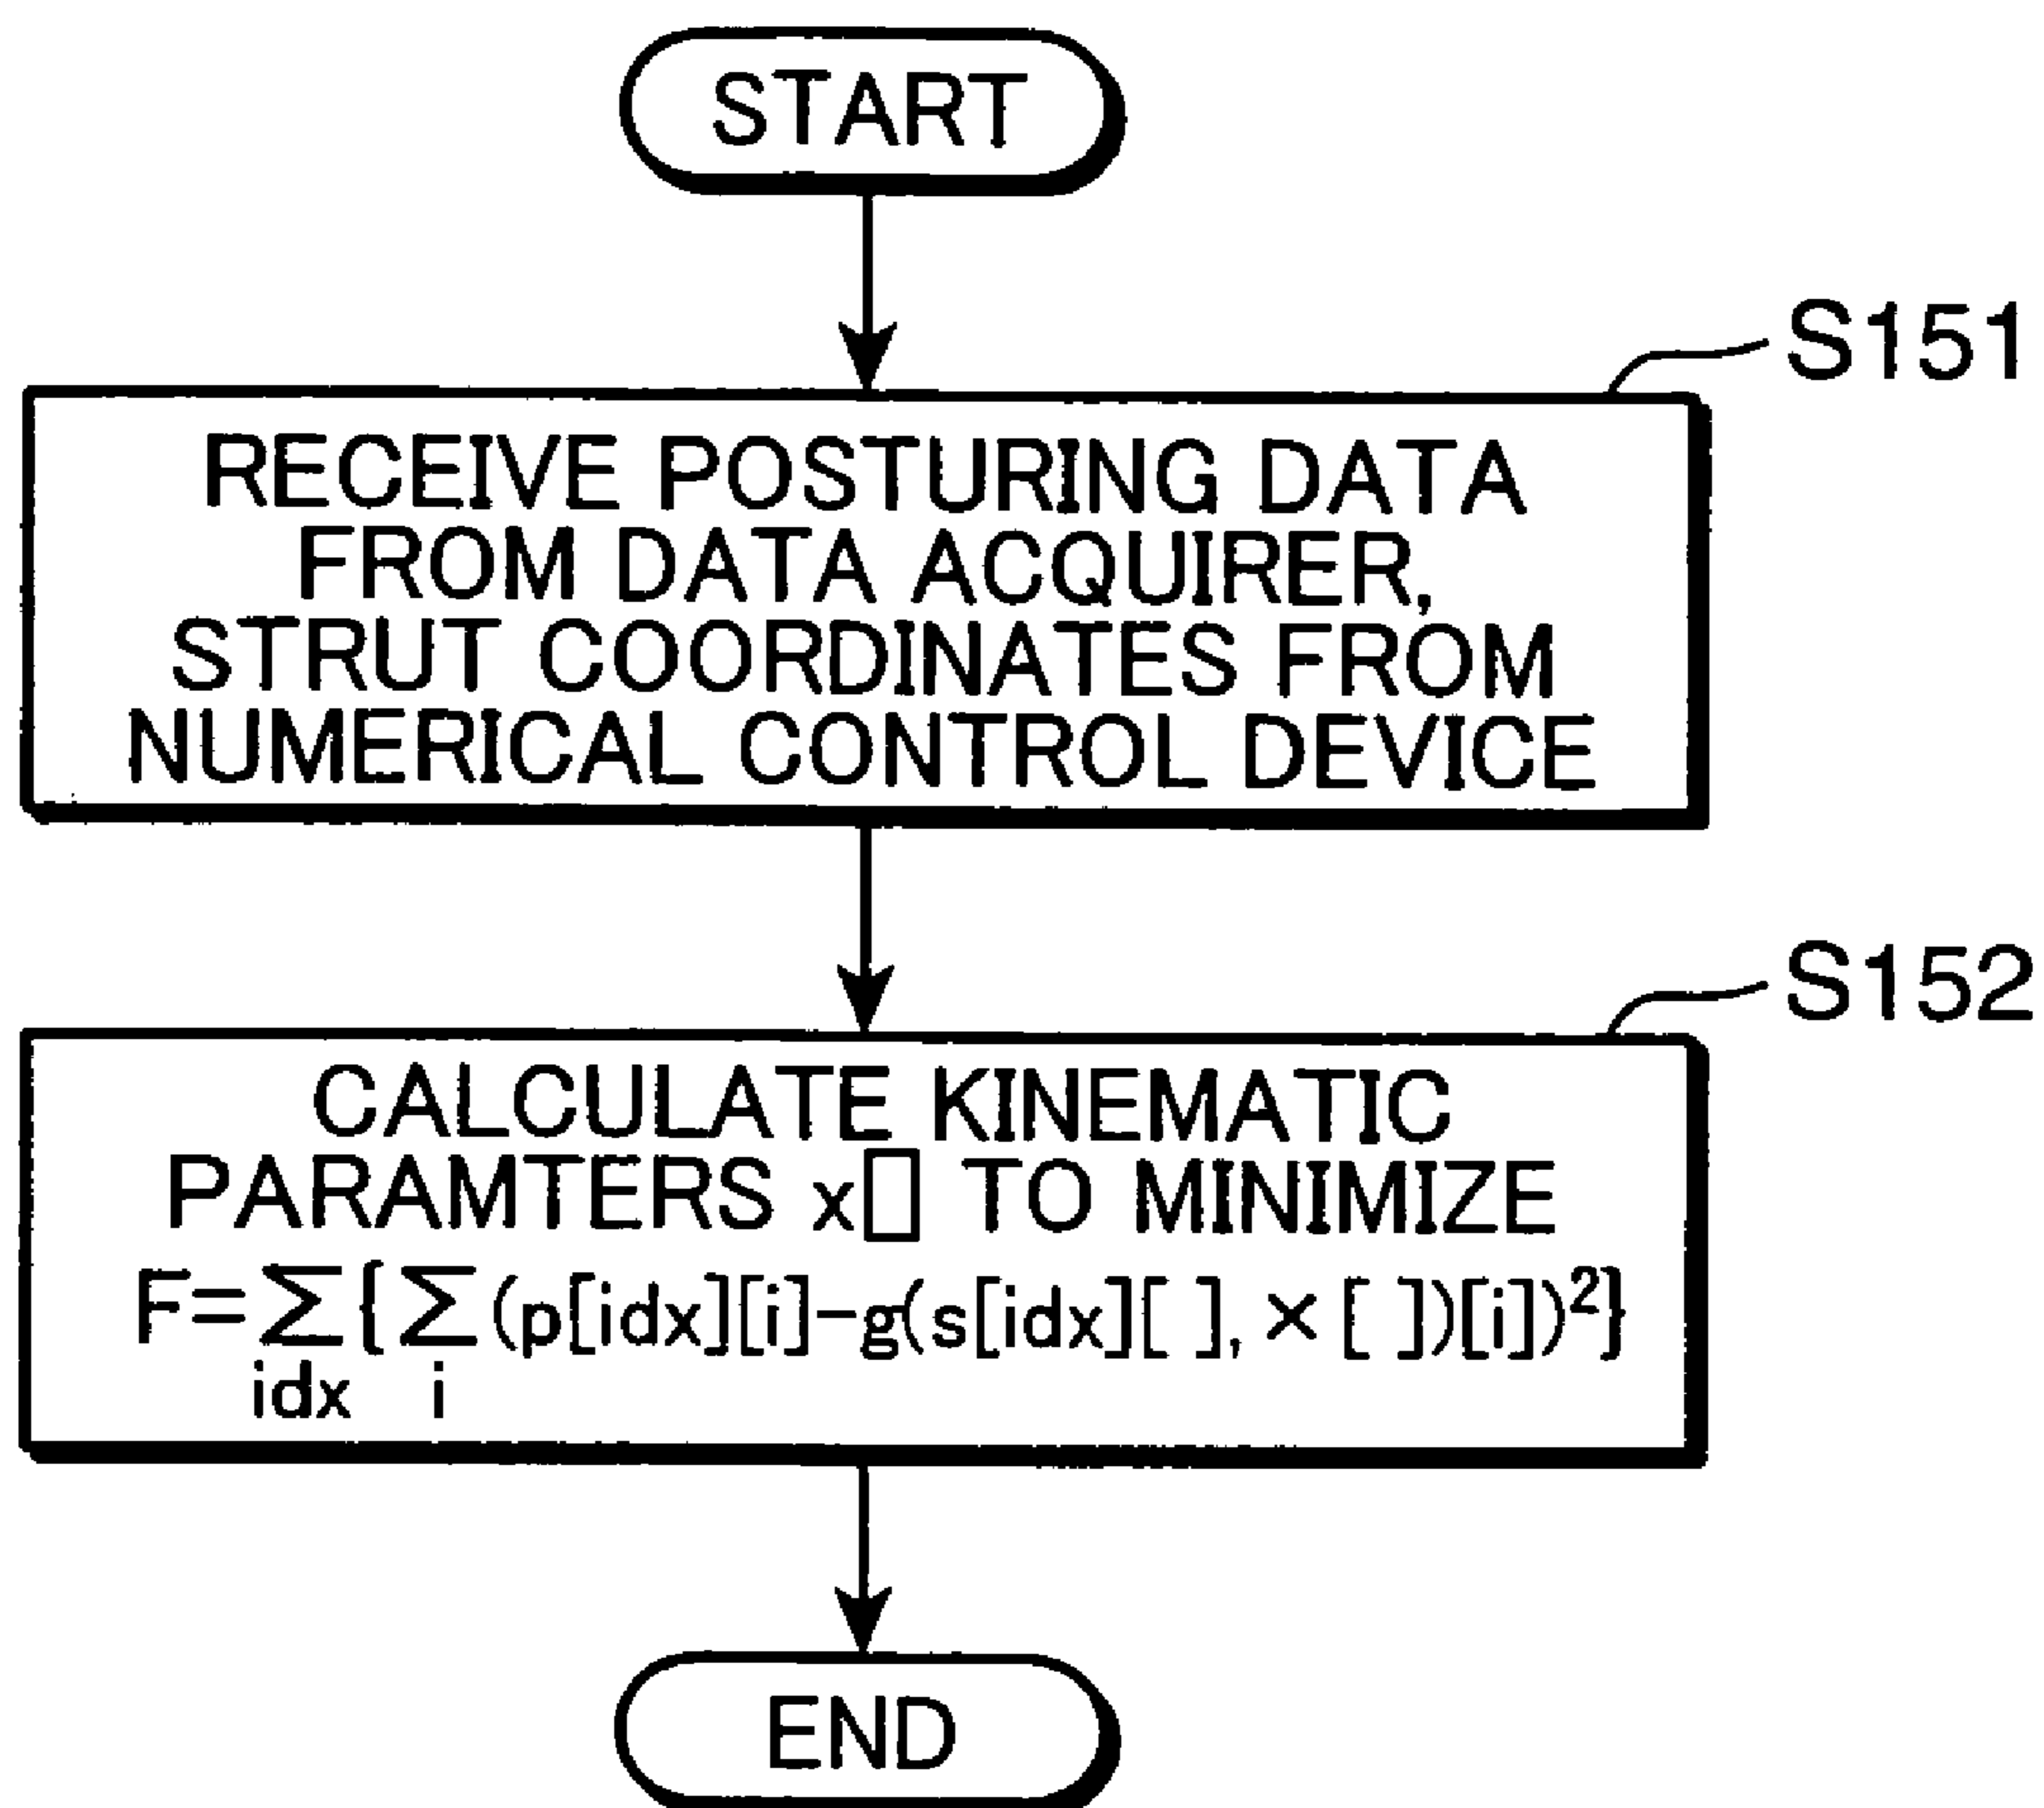 START
S151
RECEIVE POSTURING DATA
FROM DATA ACQUIRER,
STRUT COORDINATES FROM
NUMERICAL CONTROL DEVICE
S152
CALCULATE KINEMATIC
PARAMTERS x[] TO MINIMIZE
F=∑{∑(p[idx][i]−g(s[idx][ ], × [ ])[i])²}
idx i
END